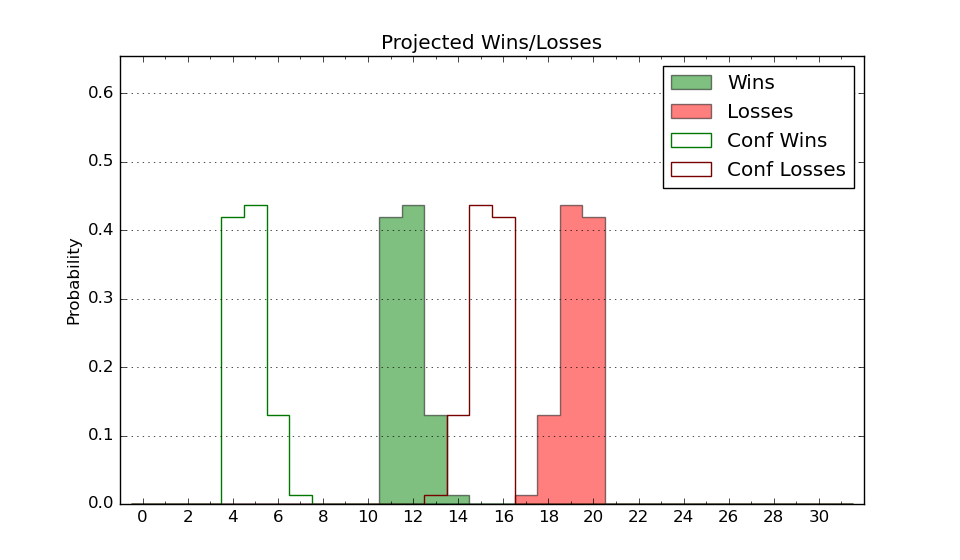 Projected Wins/Losses
Wins
Losses
Conf Wins
Conf Losses
Probability
0.6
0.5
0.4
0.3
0.2
0.1
0.0
0 2 4 6 8 10 12 14 16 18 20 22 24 26 28 30